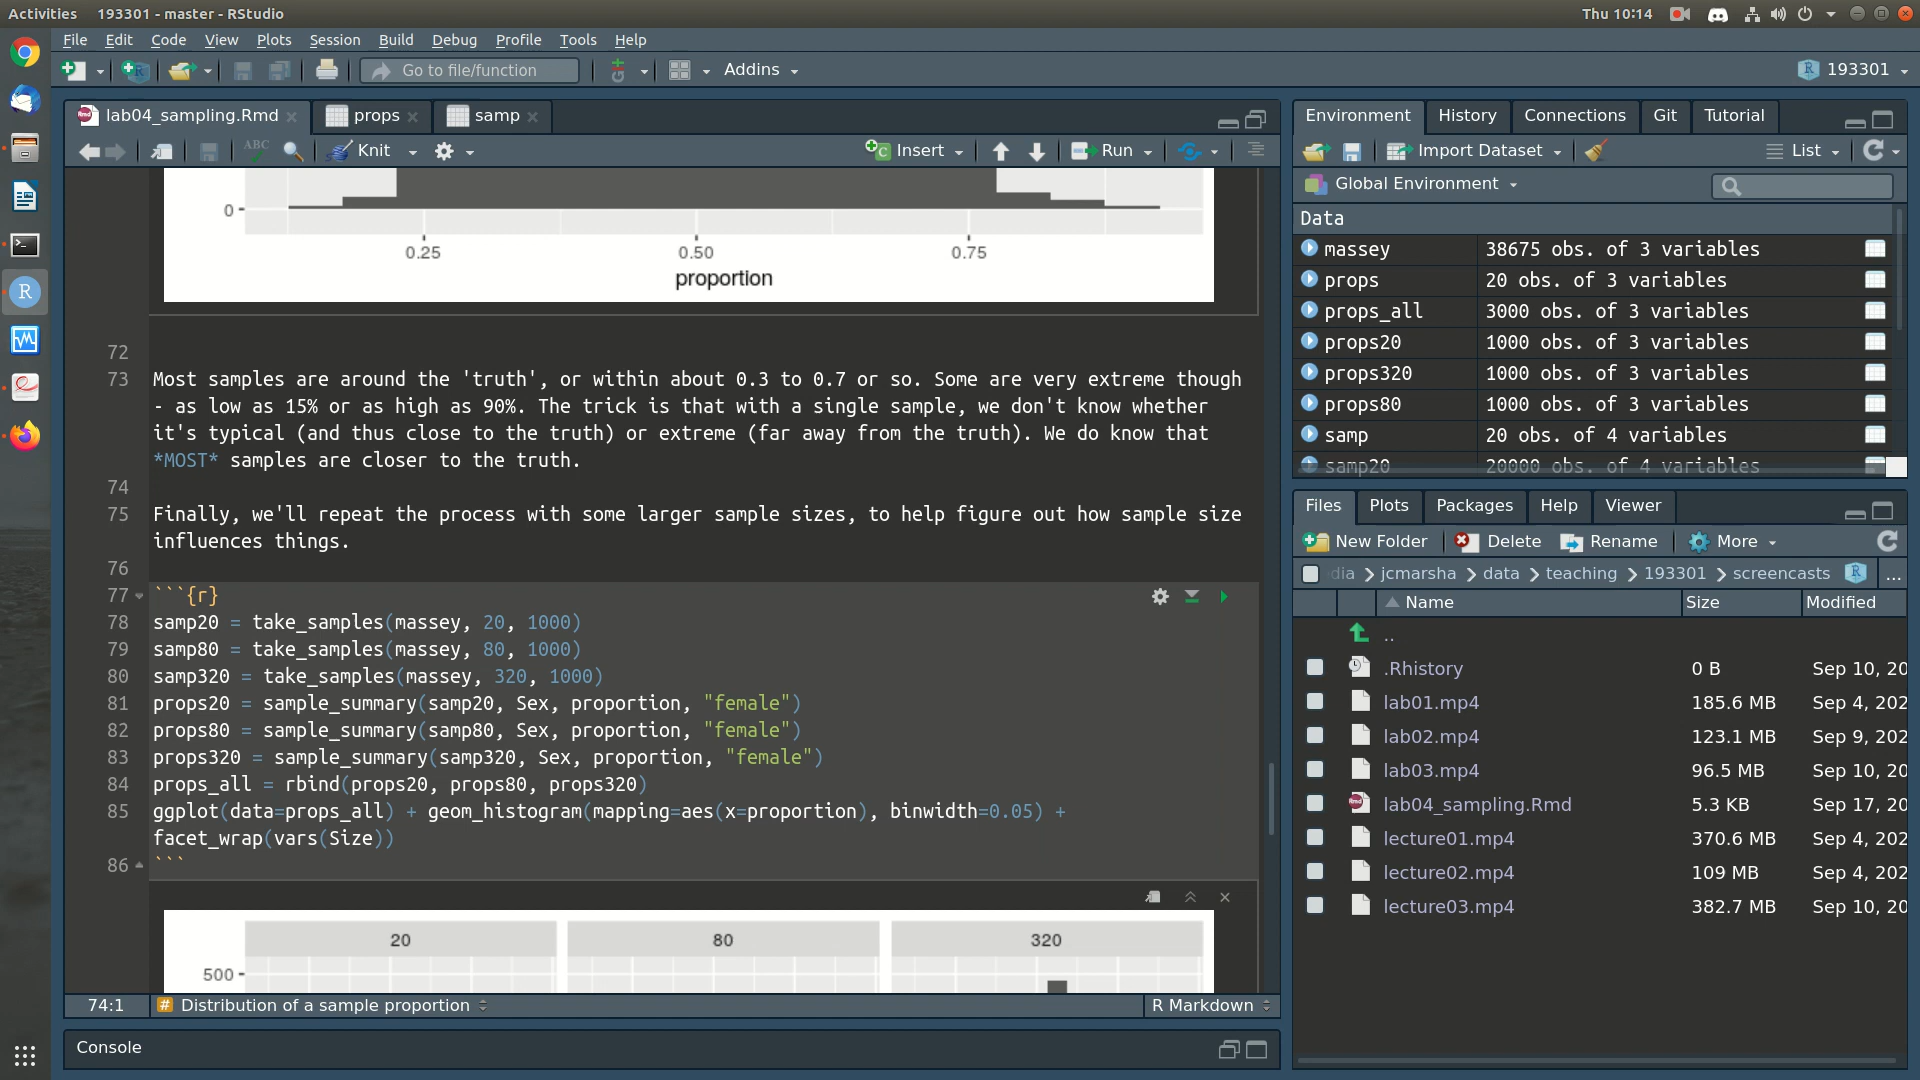 Activities 193301 - master - RStudio Thu 10:14
File Edit Code View Plots Session Build Debug Profile Tools Help
Go to file/function Addins 193301
lab04_sampling.Rmd props samp
ABC Knit Insert Run
0
0.25 0.50 0.75
proportion
72
73 Most samples are around the 'truth', or within about 0.3 to 0.7 or so. Some are very extreme though
- as low as 15% or as high as 90%. The trick is that with a single sample, we don't know whether
it's typical (and thus close to the truth) or extreme (far away from the truth). We do know that
*MOST* samples are closer to the truth.
74
75 Finally, we'll repeat the process with some larger sample sizes, to help figure out how sample size
influences things.
76
77 ```{r}
78 samp20 = take_samples(massey, 20, 1000)
79 samp80 = take_samples(massey, 80, 1000)
80 samp320 = take_samples(massey, 320, 1000)
81 props20 = sample_summary(samp20, Sex, proportion, "female")
82 props80 = sample_summary(samp80, Sex, proportion, "female")
83 props320 = sample_summary(samp320, Sex, proportion, "female")
84 props_all = rbind(props20, props80, props320)
85 ggplot(data=props_all) + geom_histogram(mapping=aes(x=proportion), binwidth=0.05) +
facet_wrap(vars(Size))
86 ```
20 80 320
500
74:1 # Distribution of a sample proportion R Markdown
Console
Environment History Connections Git Tutorial
Import Dataset List
Global Environment
Data
massey 38675 obs. of 3 variables
props 20 obs. of 3 variables
props_all 3000 obs. of 3 variables
props20 1000 obs. of 3 variables
props320 1000 obs. of 3 variables
props80 1000 obs. of 3 variables
samp 20 obs. of 4 variables
samp20 20000 obs. of 4 variables
Files Plots Packages Help Viewer
New Folder Delete Rename More
dia jcmarsha data teaching 193301 screencasts ...
Name Size Modified
..
.Rhistory 0 B Sep 10, 20
lab01.mp4 185.6 MB Sep 4, 202
lab02.mp4 123.1 MB Sep 9, 202
lab03.mp4 96.5 MB Sep 10, 20
lab04_sampling.Rmd 5.3 KB Sep 17, 20
lecture01.mp4 370.6 MB Sep 4, 202
lecture02.mp4 109 MB Sep 4, 202
lecture03.mp4 382.7 MB Sep 10, 20